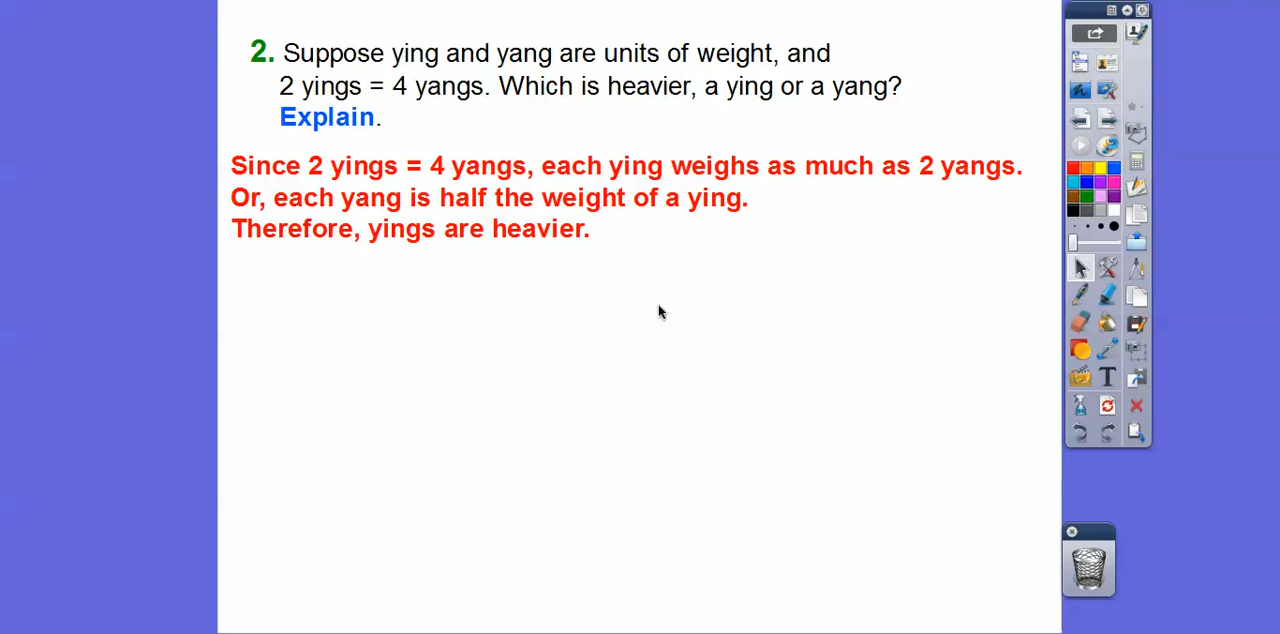 2. Suppose ying and yang are units of weight, and
2 yings = 4 yangs. Which is heavier, a ying or a yang?
Explain.
Since 2 yings = 4 yangs, each ying weighs as much as 2 yangs.
Or, each yang is half the weight of a ying.
Therefore, yings are heavier.